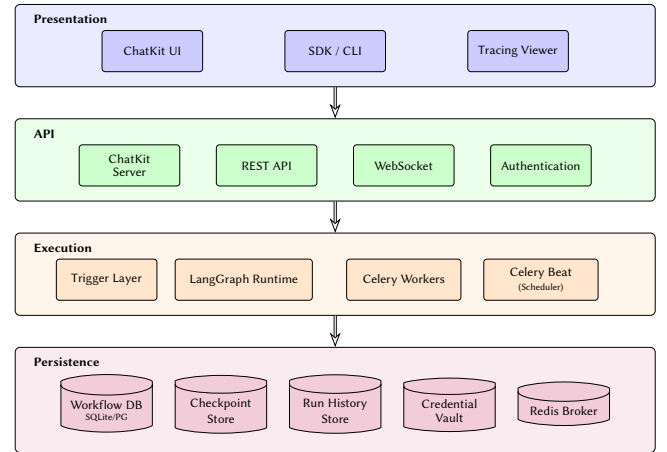 Presentation
ChatKit UI
SDK / CLI
Tracing Viewer
API
ChatKit
Server
REST API
WebSocket
Authentication
Execution
Trigger Layer
LangGraph Runtime
Celery Workers
Celery Beat
(Scheduler)
Persistence
Workflow DB
SQLite/PG
Checkpoint
Store
Run History
Store
Credential
Vault
Redis Broker